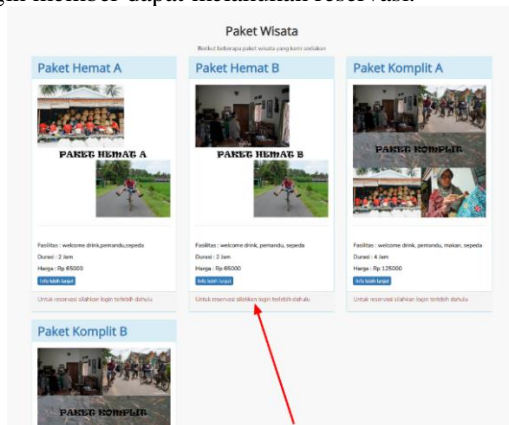 login member dapat melakukan reservasi.
Paket Wisata
Berikut beberapa paket wisata yang kami sediakan
Paket Hemat A
PAKET HEMAT A
Fasilitas : welcome drink,pemandu,sepeda
Durasi : 2 Jam
Harga : Rp 65000
Info lebih lanjut
Untuk reservasi silahkan login terlebih dahulu
Paket Hemat B
PAKET HEMAT B
Fasilitas : welcome drink, pemandu, sepeda
Durasi : 2 Jam
Harga : Rp 65000
Info lebih lanjut
Untuk reservasi silahkan login terlebih dahulu
Paket Komplit A
PAKET KOMPLIT
Fasilitas : welcome drink, pemandu, makan, sepeda
Durasi : 4 Jam
Harga : Rp 125000
Info lebih lanjut
Untuk reservasi silahkan login terlebih dahulu
Paket Komplit B
PAKET KOMPLIT